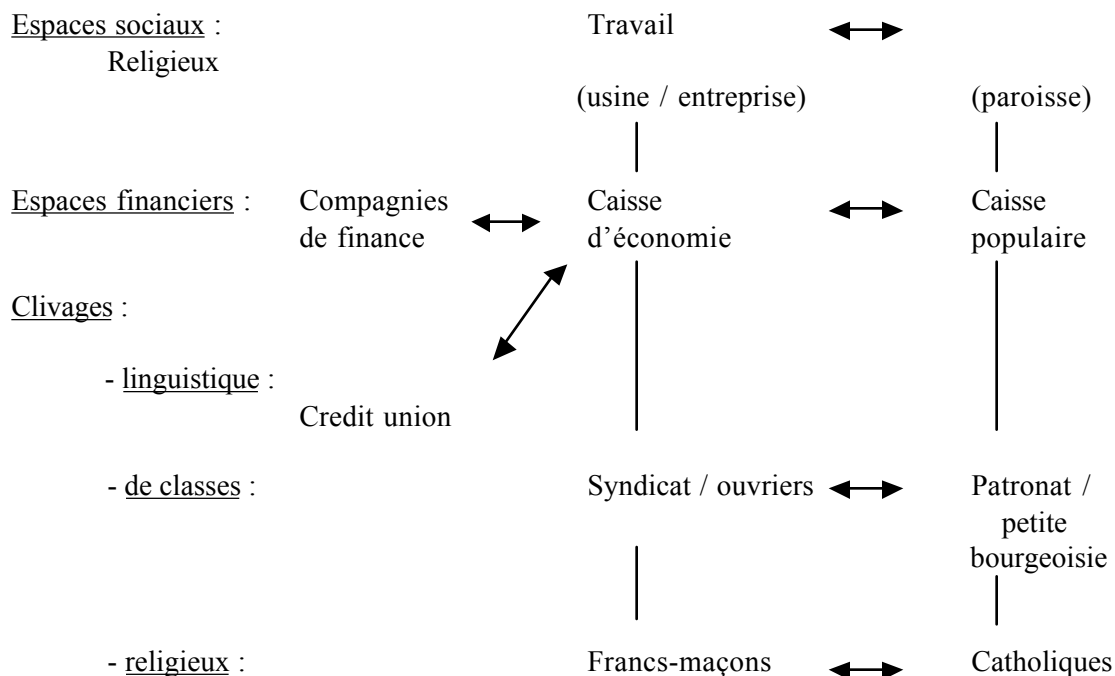 Espaces sociaux : Travail
Religieux
(usine / entreprise) (paroisse)
Espaces financiers : Compagnies Caisse Caisse
de finance d'économie populaire
Clivages :
- linguistique :
Credit union
- de classes : Syndicat / ouvriers Patronat /
petite
bourgeoisie
- religieux : Francs-maçons Catholiques